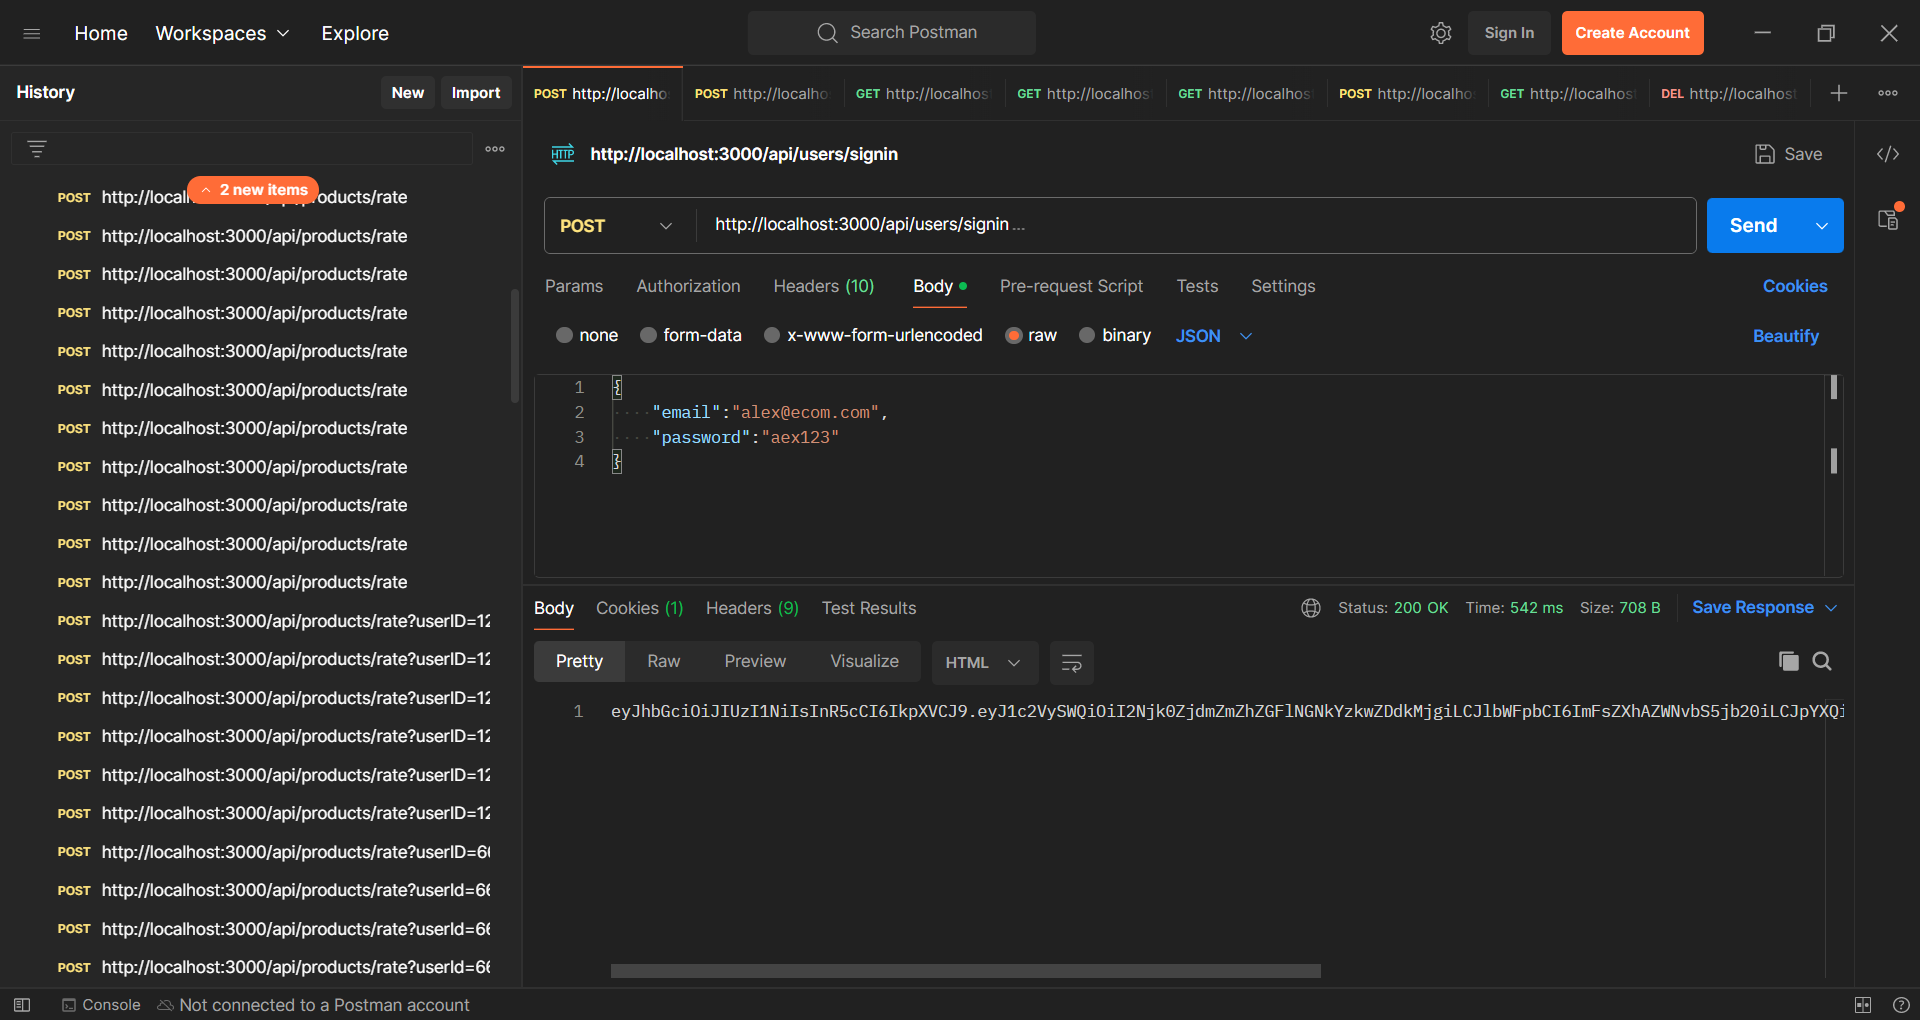 Home Workspaces Explore Search Postman Sign In Create Account
History New Import
POST http://localho POST http://localho GET http://localhos GET http://localhos GET http://localhos POST http://localho GET http://localhos DEL http://localhost
2 new items
http://localhost:3000/api/users/signin Save
POST http://localhost:3000/api/users/signin ... Send
Params Authorization Headers (10) Body Pre-request Script Tests Settings Cookies
none form-data x-www-form-urlencoded raw binary JSON Beautify
1 {
2 "email":"alex@ecom.com",
3 "password":"aex123"
4 }
POST http://local products/rate
POST http://localhost:3000/api/products/rate
POST http://localhost:3000/api/products/rate
POST http://localhost:3000/api/products/rate
POST http://localhost:3000/api/products/rate
POST http://localhost:3000/api/products/rate
POST http://localhost:3000/api/products/rate
POST http://localhost:3000/api/products/rate
POST http://localhost:3000/api/products/rate
POST http://localhost:3000/api/products/rate
POST http://localhost:3000/api/products/rate
POST http://localhost:3000/api/products/rate?userID=12
POST http://localhost:3000/api/products/rate?userID=12
POST http://localhost:3000/api/products/rate?userID=12
POST http://localhost:3000/api/products/rate?userID=12
POST http://localhost:3000/api/products/rate?userID=12
POST http://localhost:3000/api/products/rate?userID=12
POST http://localhost:3000/api/products/rate?userID=66
POST http://localhost:3000/api/products/rate?userId=66
POST http://localhost:3000/api/products/rate?userId=66
POST http://localhost:3000/api/products/rate?userId=66
Body Cookies (1) Headers (9) Test Results Status: 200 OK Time: 542 ms Size: 708 B Save Response
Pretty Raw Preview Visualize HTML
1 eyJhbGciOiJIUzI1NiIsInR5cCI6IkpXVCJ9.eyJ1c2VySWQiOiI2Njk0ZjdmZmZhZGFlNGNkYzkwZDdkMjgiLCJlbWFpbCI6ImFsZXhAZWNvbS5jb20iLCJpYXQi
Console Not connected to a Postman account